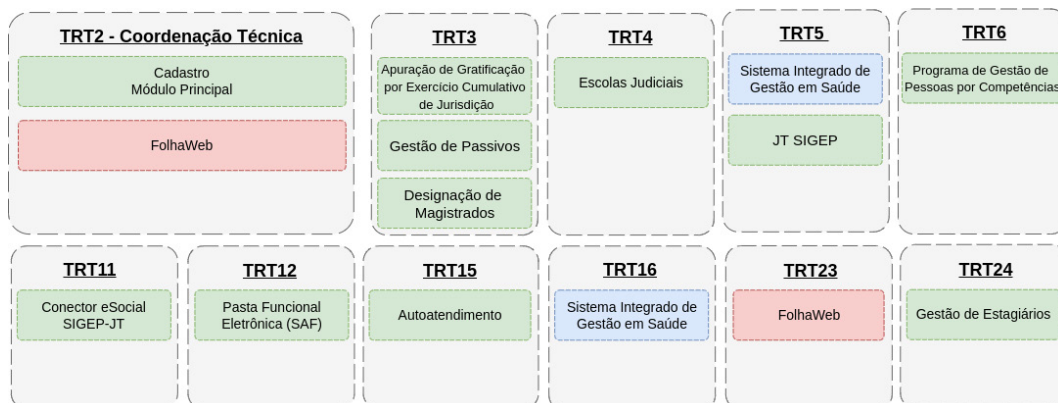 TRT2 - Coordenação Técnica
Cadastro
Módulo Principal
FolhaWeb
TRT3
Apuração de Gratificação
por Exercício Cumulativo
de Jurisdição
Gestão de Passivos
Designação de
Magistrados
TRT4
Escolas Judiciais
TRT5
Sistema Integrado de
Gestão em Saúde
JT SIGEP
TRT6
Programa de Gestão de
Pessoas por Competências
TRT11
Conector eSocial
SIGEP-JT
TRT12
Pasta Funcional
Eletrônica (SAF)
TRT15
Autoatendimento
TRT16
Sistema Integrado de
Gestão em Saúde
TRT23
FolhaWeb
TRT24
Gestão de Estagiários